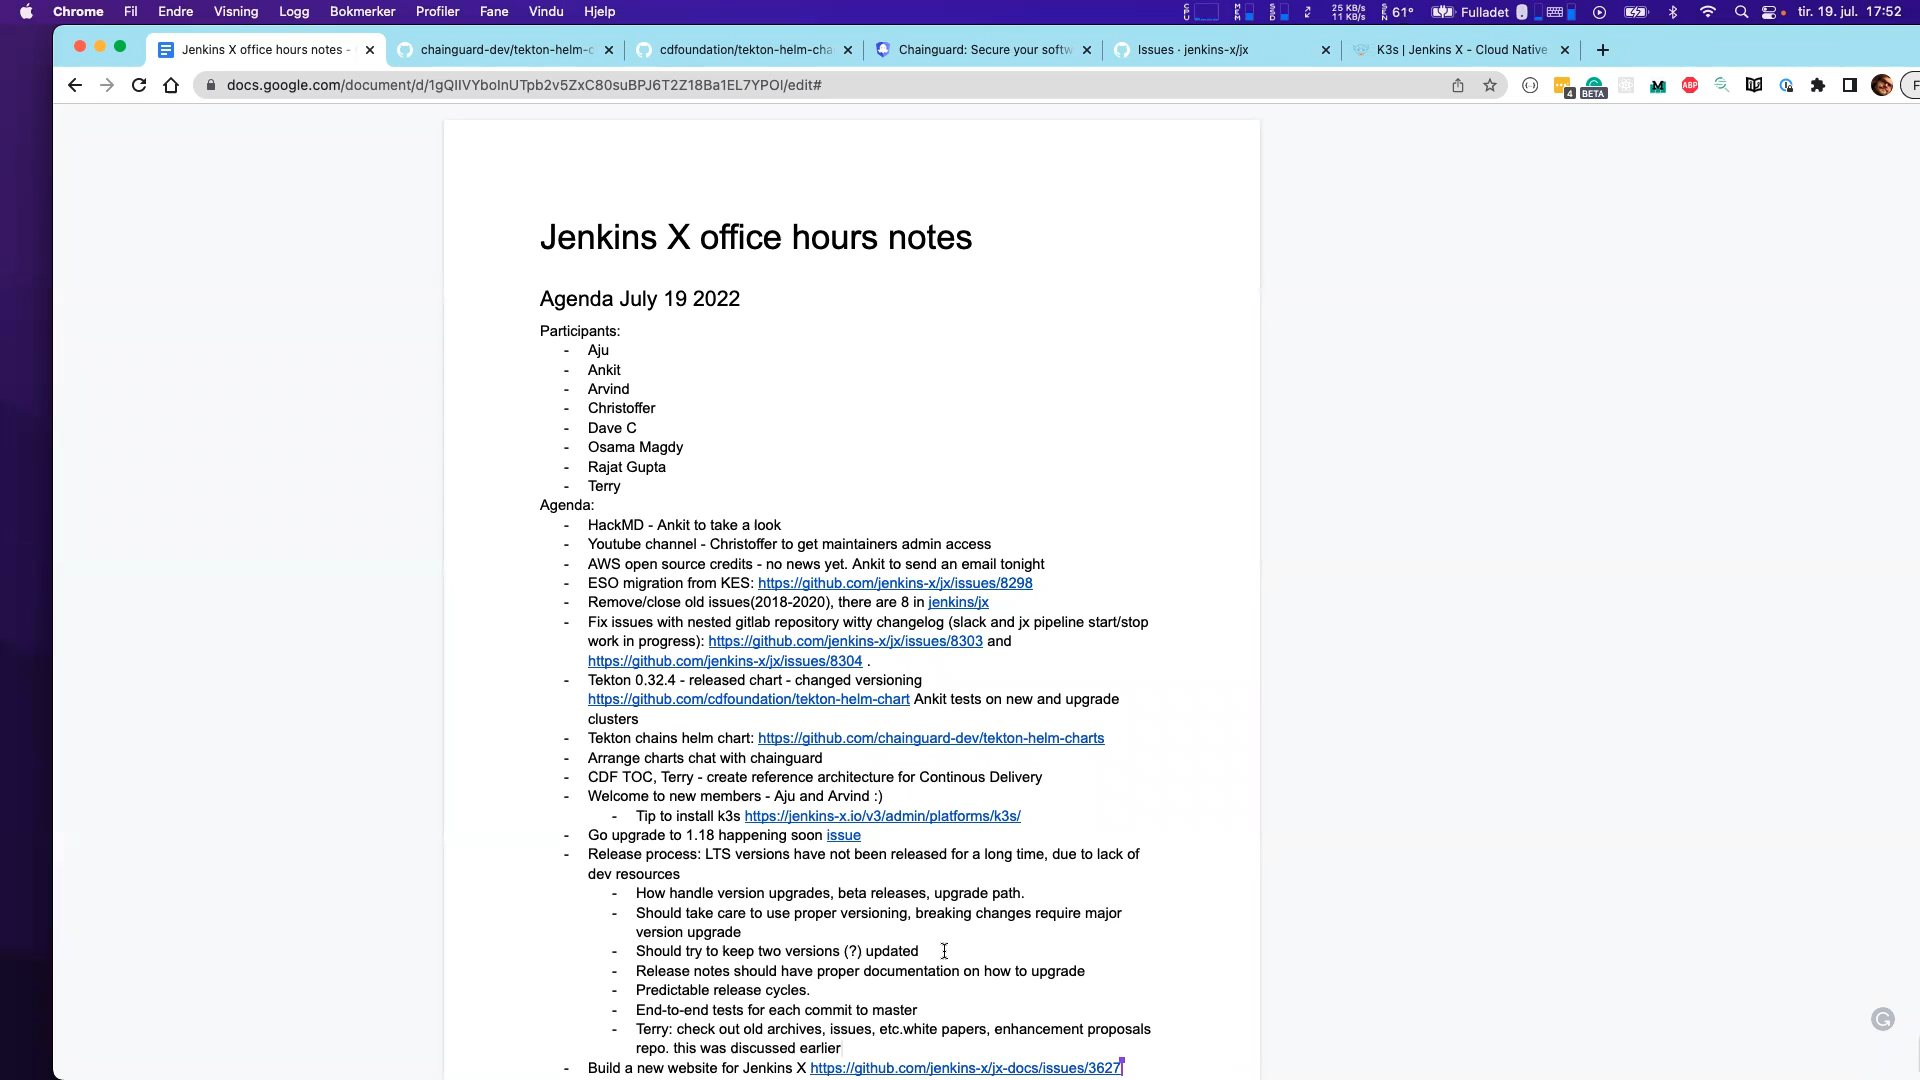 Chrome Fil Endre Visning Logg Bokmerker Profiler Fane Vindu Hjelp 25 KB/s 11 KB/s 61° Fulladet tir. 19. jul. 17:52
Jenkins X office hours notes - chainguard-dev/tekton-helm-c cdfoundation/tekton-helm-cha Chainguard: Secure your softw Issues · jenkins-x/jx K3s | Jenkins X - Cloud Native
docs.google.com/document/d/1gQIIVYbolnUTpb2v5ZxC80suBPJ6T2Z18Ba1EL7YPOI/edit# 4 BETA ABP
Jenkins X office hours notes
Agenda July 19 2022
Participants:
- Aju
- Ankit
- Arvind
- Christoffer
- Dave C
- Osama Magdy
- Rajat Gupta
- Terry
Agenda:
- HackMD - Ankit to take a look
- Youtube channel - Christoffer to get maintainers admin access
- AWS open source credits - no news yet. Ankit to send an email tonight
- ESO migration from KES: https://github.com/jenkins-x/jx/issues/8298
- Remove/close old issues(2018-2020), there are 8 in jenkins/jx
- Fix issues with nested gitlab repository witty changelog (slack and jx pipeline start/stop
work in progress): https://github.com/jenkins-x/jx/issues/8303 and
https://github.com/jenkins-x/jx/issues/8304 .
- Tekton 0.32.4 - released chart - changed versioning
https://github.com/cdfoundation/tekton-helm-chart Ankit tests on new and upgrade
clusters
- Tekton chains helm chart: https://github.com/chainguard-dev/tekton-helm-charts
- Arrange charts chat with chainguard
- CDF TOC, Terry - create reference architecture for Continous Delivery
- Welcome to new members - Aju and Arvind :)
- Tip to install k3s https://jenkins-x.io/v3/admin/platforms/k3s/
- Go upgrade to 1.18 happening soon issue
- Release process: LTS versions have not been released for a long time, due to lack of
dev resources
- How handle version upgrades, beta releases, upgrade path.
- Should take care to use proper versioning, breaking changes require major
version upgrade
- Should try to keep two versions (?) updated
- Release notes should have proper documentation on how to upgrade
- Predictable release cycles.
- End-to-end tests for each commit to master
- Terry: check out old archives, issues, etc.white papers, enhancement proposals
repo. this was discussed earlier
- Build a new website for Jenkins X https://github.com/jenkins-x/jx-docs/issues/3627